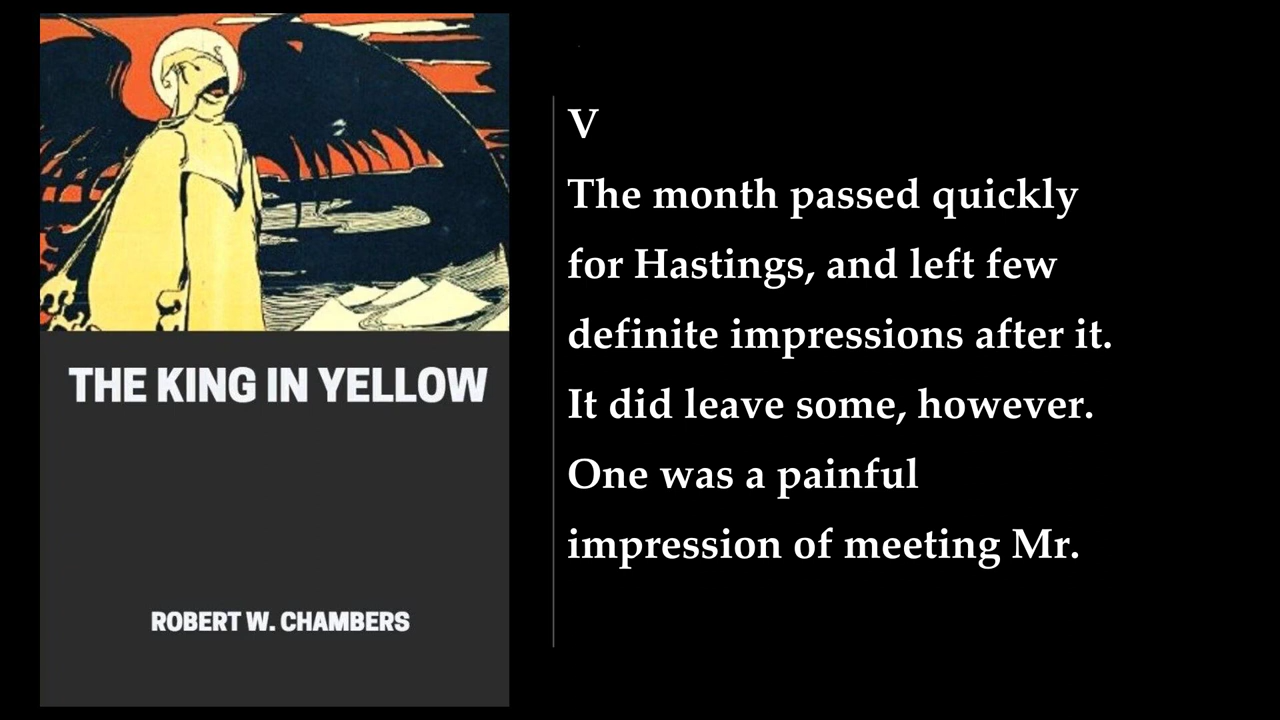 THE KING IN YELLOW
ROBERT W. CHAMBERS
V
The month passed quickly
for Hastings, and left few
definite impressions after it.
It did leave some, however.
One was a painful
impression of meeting Mr.